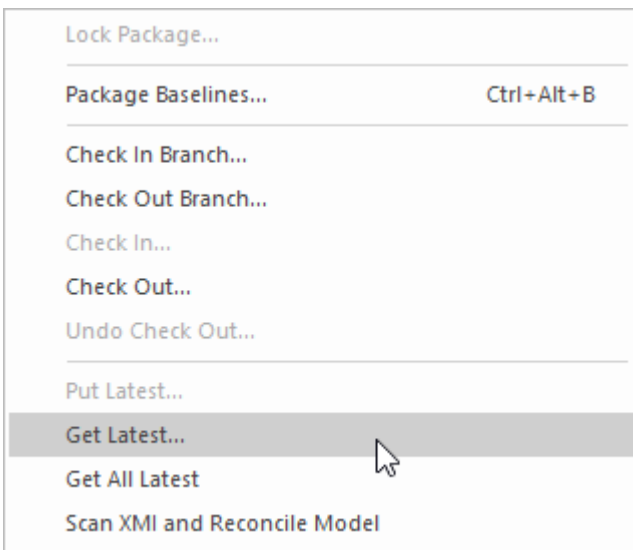 Lock Package...
Package Baselines... Ctrl+Alt+B
Check In Branch...
Check Out Branch...
Check In...
Check Out...
Undo Check Out...
Put Latest...
Get Latest...
Get All Latest
Scan XMI and Reconcile Model